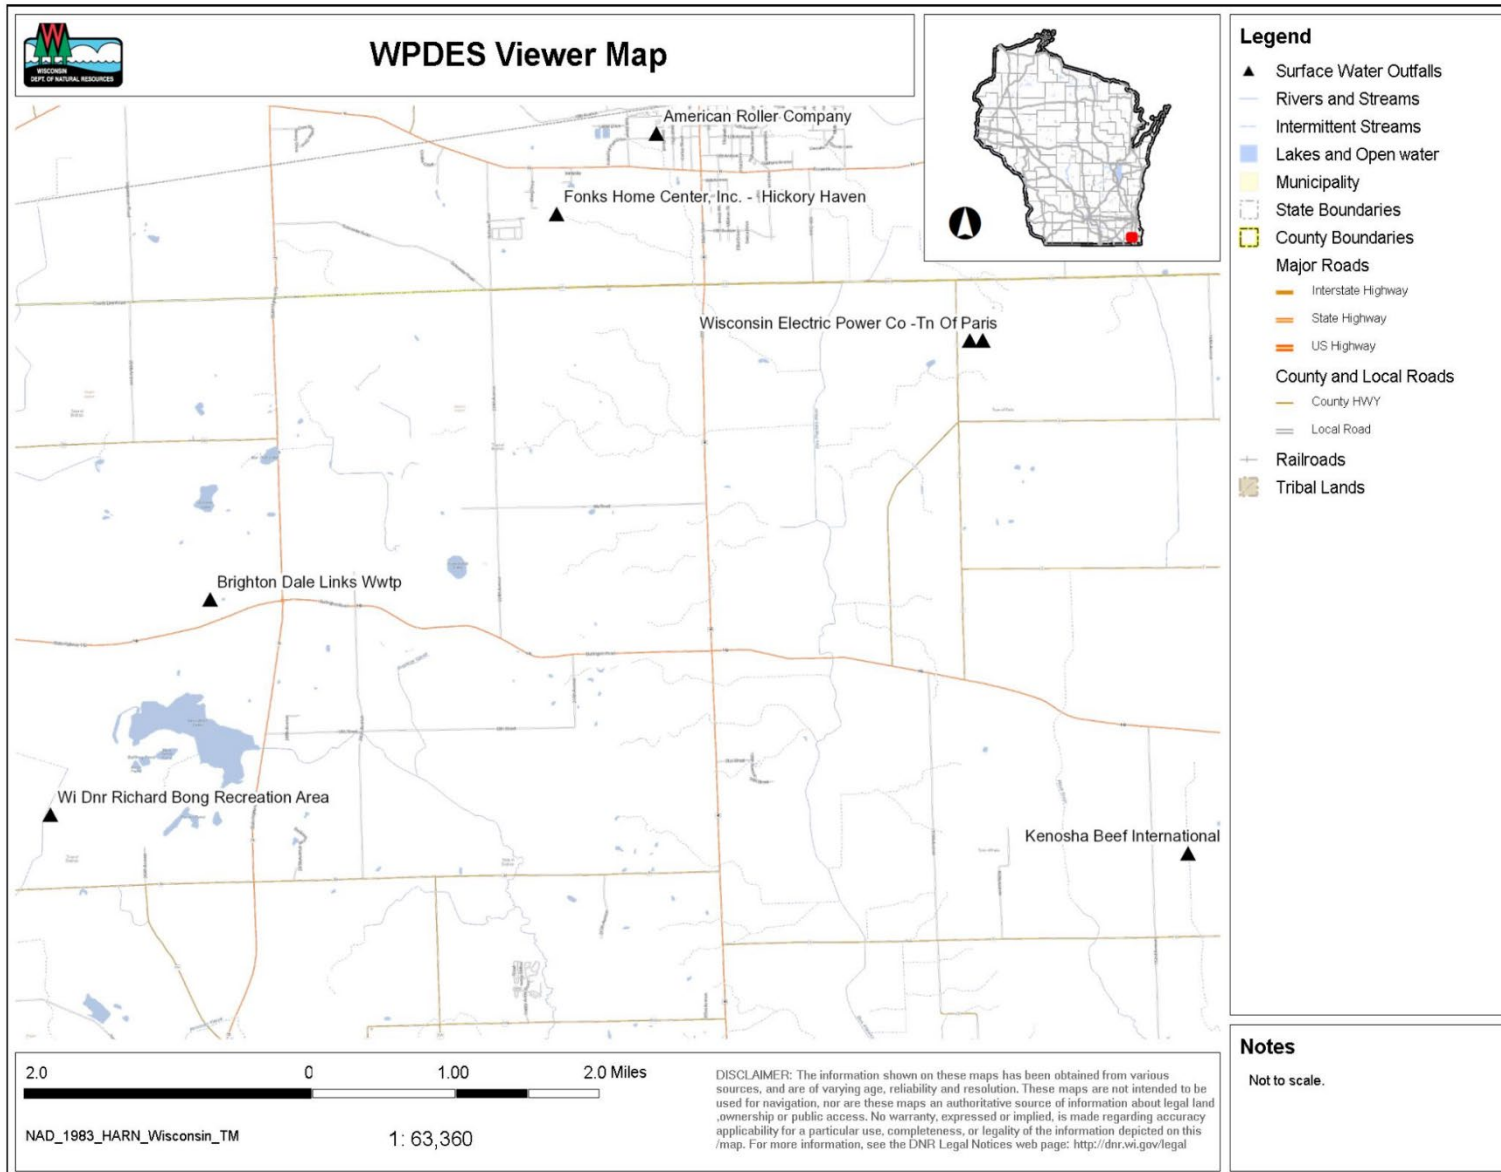 WISCONSIN
DEPT. OF NATURAL RESOURCES
WPDES Viewer Map
American Roller Company
Fonks Home Center, Inc. - Hickory Haven
Wisconsin Electric Power Co -Tn Of Paris
Brighton Dale Links Wwtp
Wi Dnr Richard Bong Recreation Area
Kenosha Beef International
Legend
Surface Water Outfalls
Rivers and Streams
Intermittent Streams
Lakes and Open water
Municipality
State Boundaries
County Boundaries
Major Roads
Interstate Highway
State Highway
US Highway
County and Local Roads
County HWY
Local Road
Railroads
Tribal Lands
2.0 0 1.00 2.0 Miles
NAD_1983_HARN_Wisconsin_TM
1: 63,360
DISCLAIMER: The information shown on these maps has been obtained from various
sources, and are of varying age, reliability and resolution. These maps are not intended to be
used for navigation, nor are these maps an authoritative source of information about legal land
,ownership or public access. No warranty, expressed or implied, is made regarding accuracy
applicability for a particular use, completeness, or legality of the information depicted on this
/map. For more information, see the DNR Legal Notices web page: http://dnr.wi.gov/legal
Notes
Not to scale.